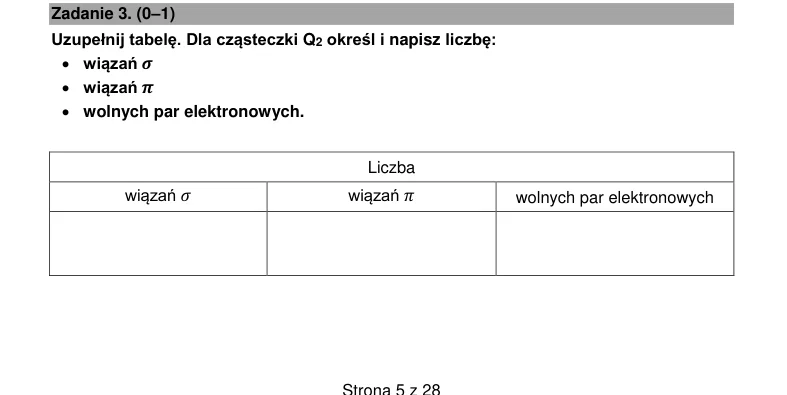 Zadanie 3. (0–1)
Uzupełnij tabelę. Dla cząsteczki Q₂ określ i napisz liczbę:
• wiązań σ
• wiązań π
• wolnych par elektronowych.
Liczba
wiązań σ
wiązań π
wolnych par elektronowych
Strona 5 z 28